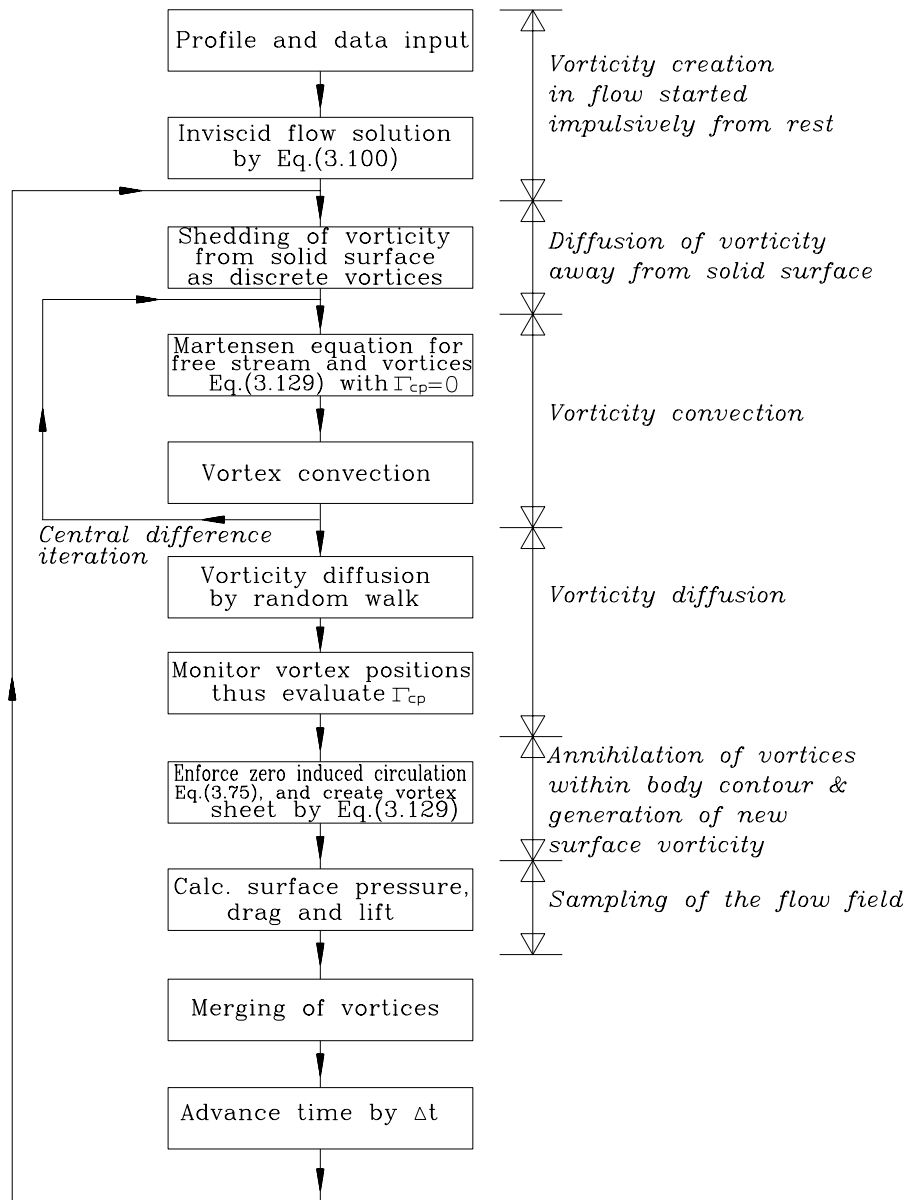 Profile and data input
Vorticity creation
in flow started
impulsively from rest
Inviscid flow solution
by Eq.(3.100)
Shedding of vorticity
from solid surface
as discrete vortices
Diffusion of vorticity
away from solid surface
Martensen equation for
free stream and vortices
Eq.(3.129) with Γcp=0
Vorticity convection
Vortex convection
Central difference
iteration
Vorticity diffusion
by random walk
Vorticity diffusion
Monitor vortex positions
thus evaluate Γcp
Enforce zero induced circulation
Eq.(3.75), and create vortex
sheet by Eq.(3.129)
Annihilation of vortices
within body contour &
generation of new
surface vorticity
Calc. surface pressure,
drag and lift
Sampling of the flow field
Merging of vortices
Advance time by Δt